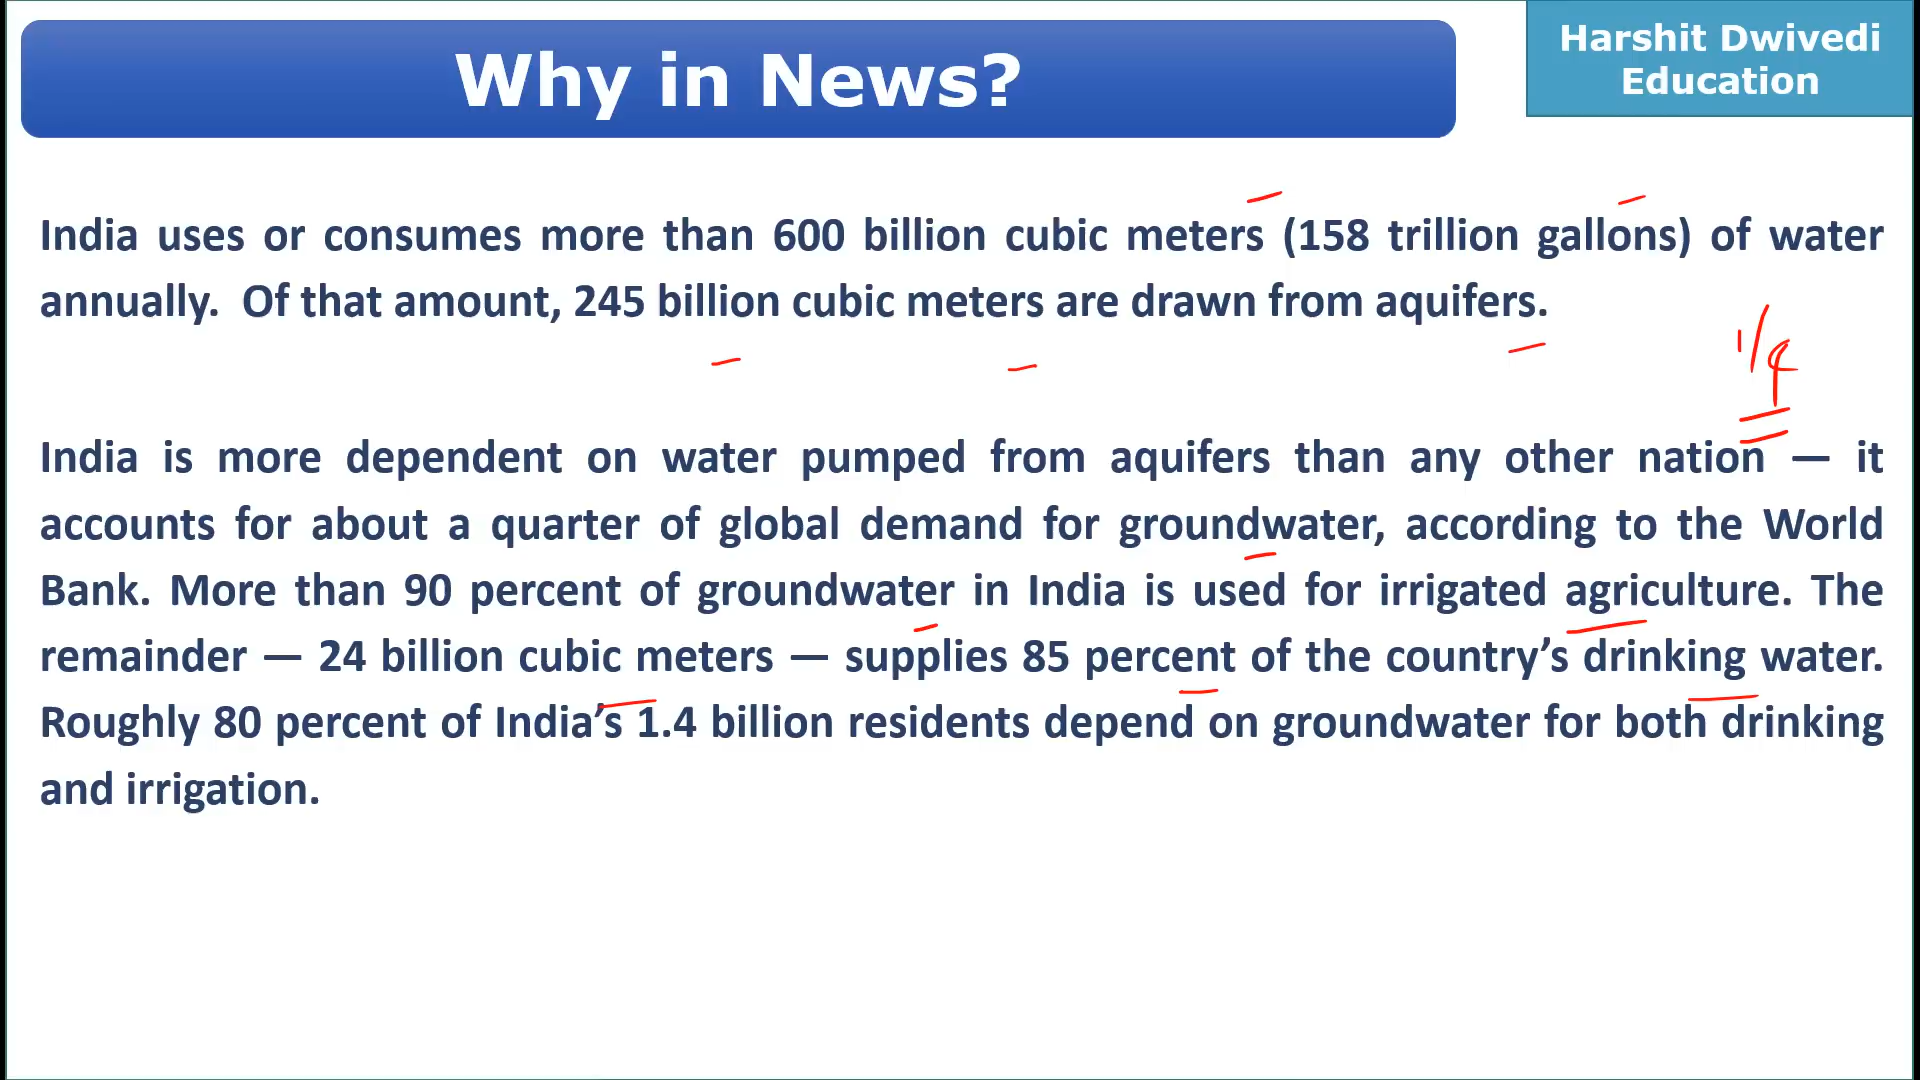 Why in News?
Harshit Dwivedi
Education
India uses or consumes more than 600 billion cubic meters (158 trillion gallons) of water
annually. Of that amount, 245 billion cubic meters are drawn from aquifers.
1/4
India is more dependent on water pumped from aquifers than any other nation — it
accounts for about a quarter of global demand for groundwater, according to the World
Bank. More than 90 percent of groundwater in India is used for irrigated agriculture. The
remainder — 24 billion cubic meters — supplies 85 percent of the country’s drinking water.
Roughly 80 percent of India’s 1.4 billion residents depend on groundwater for both drinking
and irrigation.